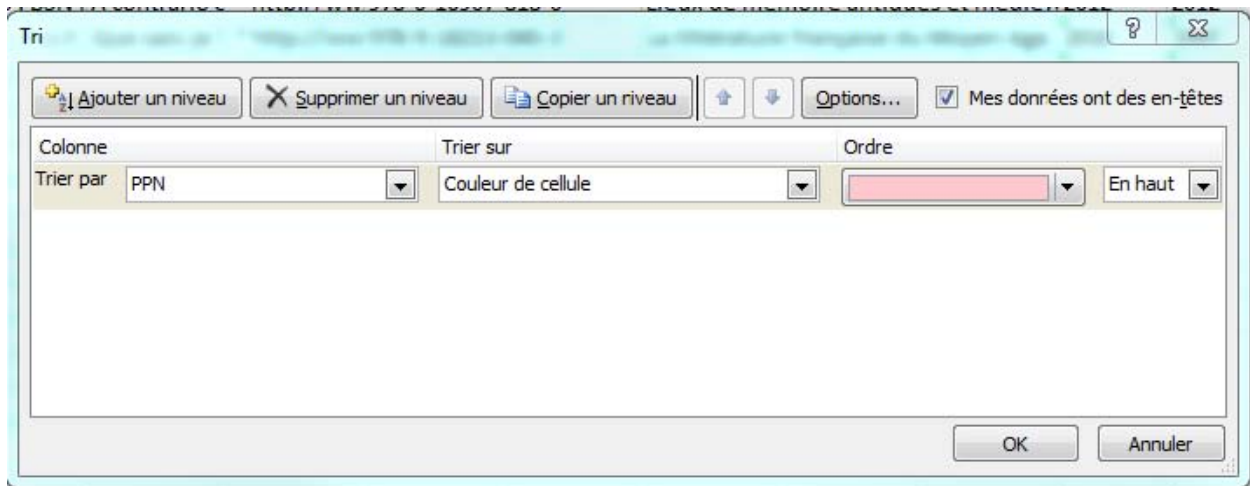 Tri
Ajouter un niveau Supprimer un niveau Copier un niveau Options... Mes données ont des en-têtes
Colonne Trier sur Ordre
Trier par PPN Couleur de cellule En haut
OK Annuler